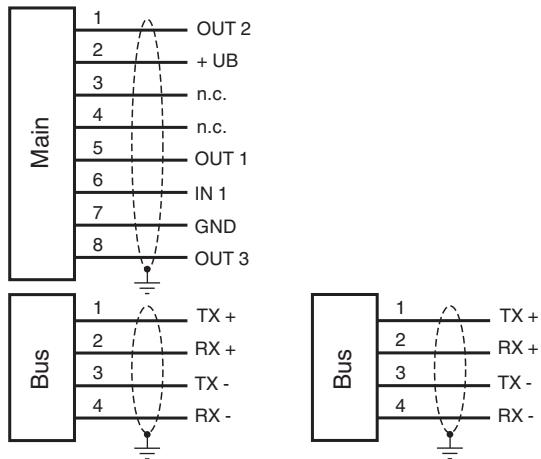 Main
1 OUT 2
2 + UB
3 n.c.
4 n.c.
5 OUT 1
6 IN 1
7 GND
8 OUT 3
Bus
1 TX +
2 RX +
3 TX -
4 RX -
Bus
1 TX +
2 RX +
3 TX -
4 RX -